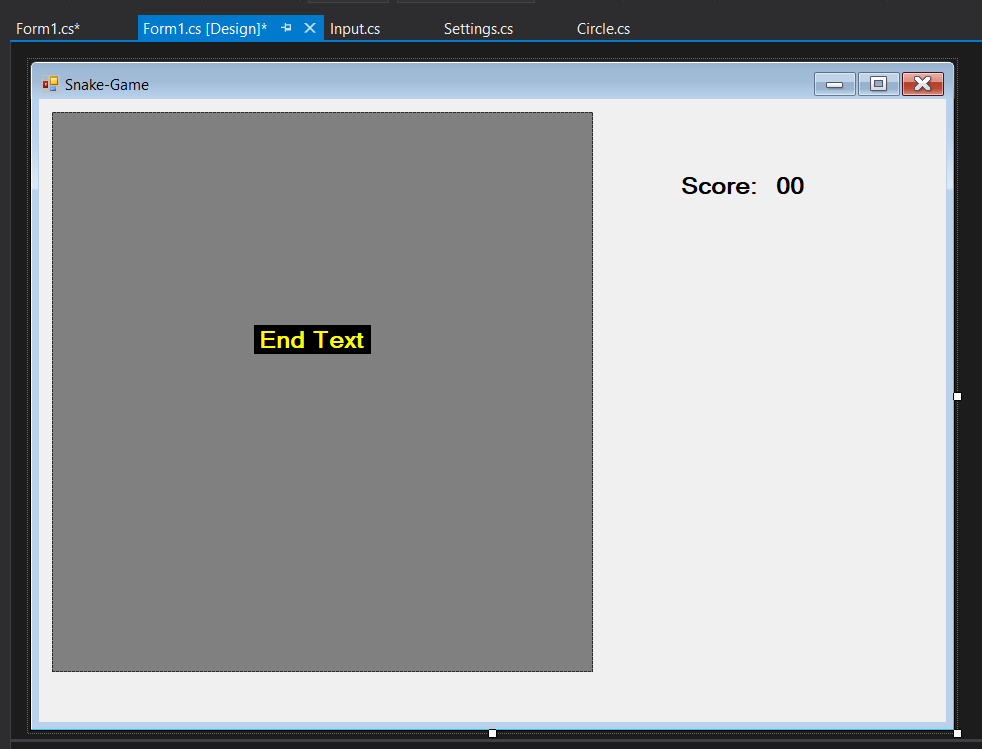 Form1.cs*
Form1.cs [Design]*
Input.cs
Settings.cs
Circle.cs
Snake-Game
Score: 00
End Text